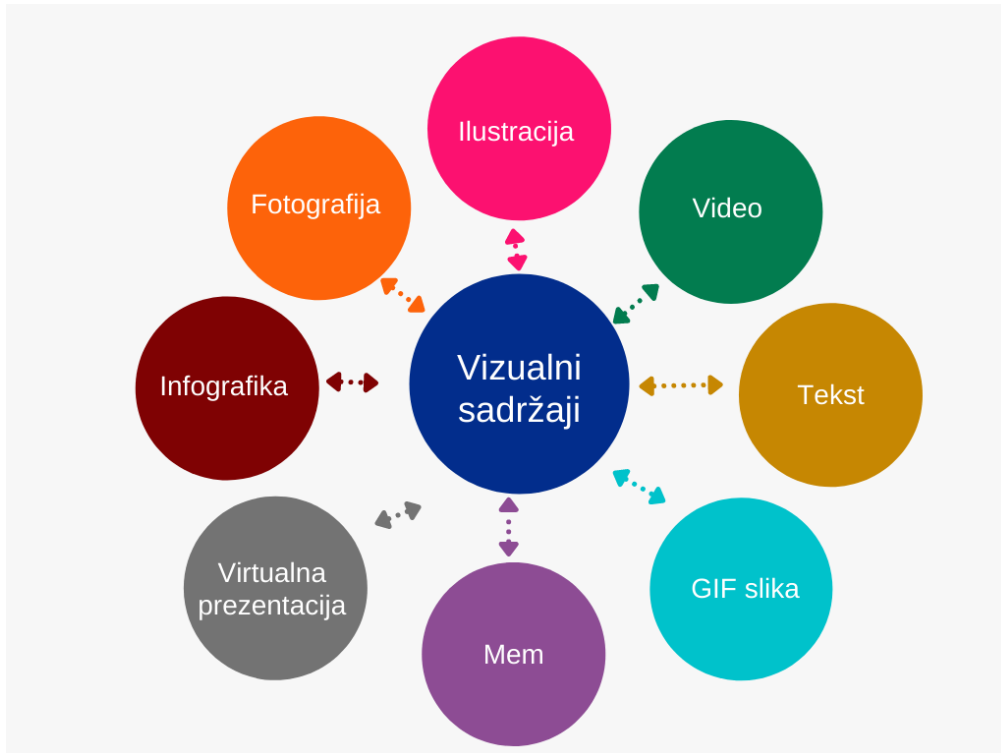 Ilustracija
Fotografija
Video
Infografika
Vizualni
sadržaji
Tekst
Virtualna
prezentacija
GIF slika
Mem